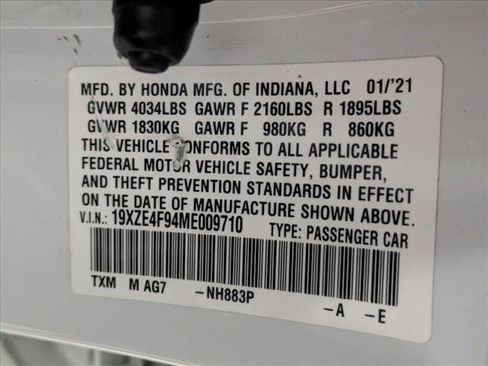 MFD. BY HONDA MFG. OF INDIANA, LLC 01/'21
GVWR 4034LBS GAWR F 2160LBS R 1895LBS
GVWR 1830KG GAWR F 980KG R 860KG
THIS VEHICLE CONFORMS TO ALL APPLICABLE
FEDERAL MOTOR VEHICLE SAFETY, BUMPER,
AND THEFT PREVENTION STANDARDS IN EFFECT
ON THE DATE OF MANUFACTURE SHOWN ABOVE.
V.I.N.: 19XZE4F94ME009710 TYPE: PASSENGER CAR
TXM M AG7 -NH883P -A -E